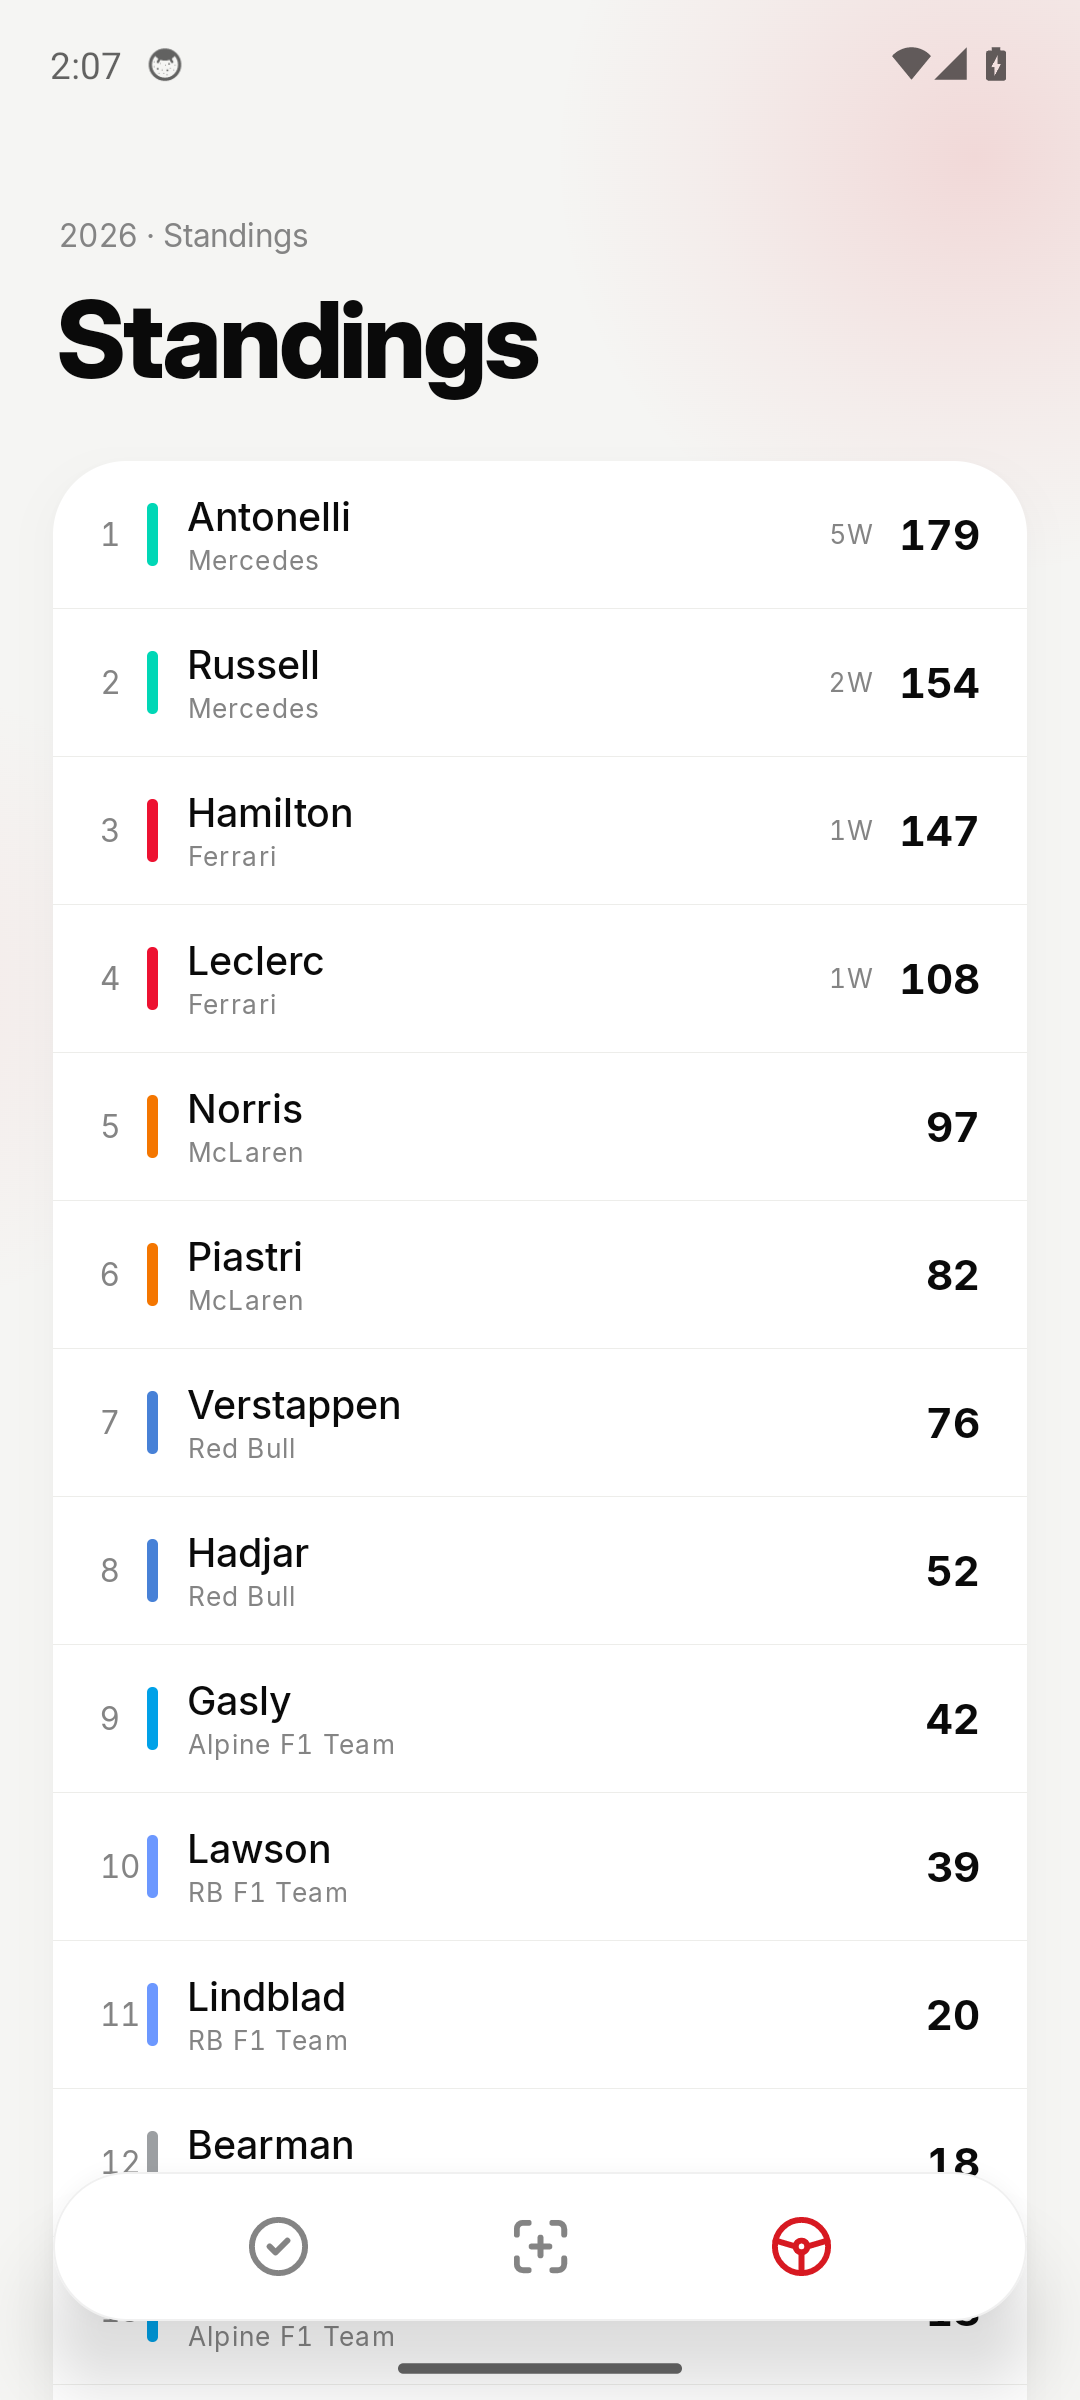 2:07
2026 · Standings
Standings
1 Antonelli 5W 179
Mercedes
2 Russell 2W 154
Mercedes
3 Hamilton 1W 147
Ferrari
4 Leclerc 1W 108
Ferrari
5 Norris 97
McLaren
6 Piastri 82
McLaren
7 Verstappen 76
Red Bull
8 Hadjar 52
Red Bull
9 Gasly 42
Alpine F1 Team
10 Lawson 39
RB F1 Team
11 Lindblad 20
RB F1 Team
12 Bearman 18
Alpine F1 Team